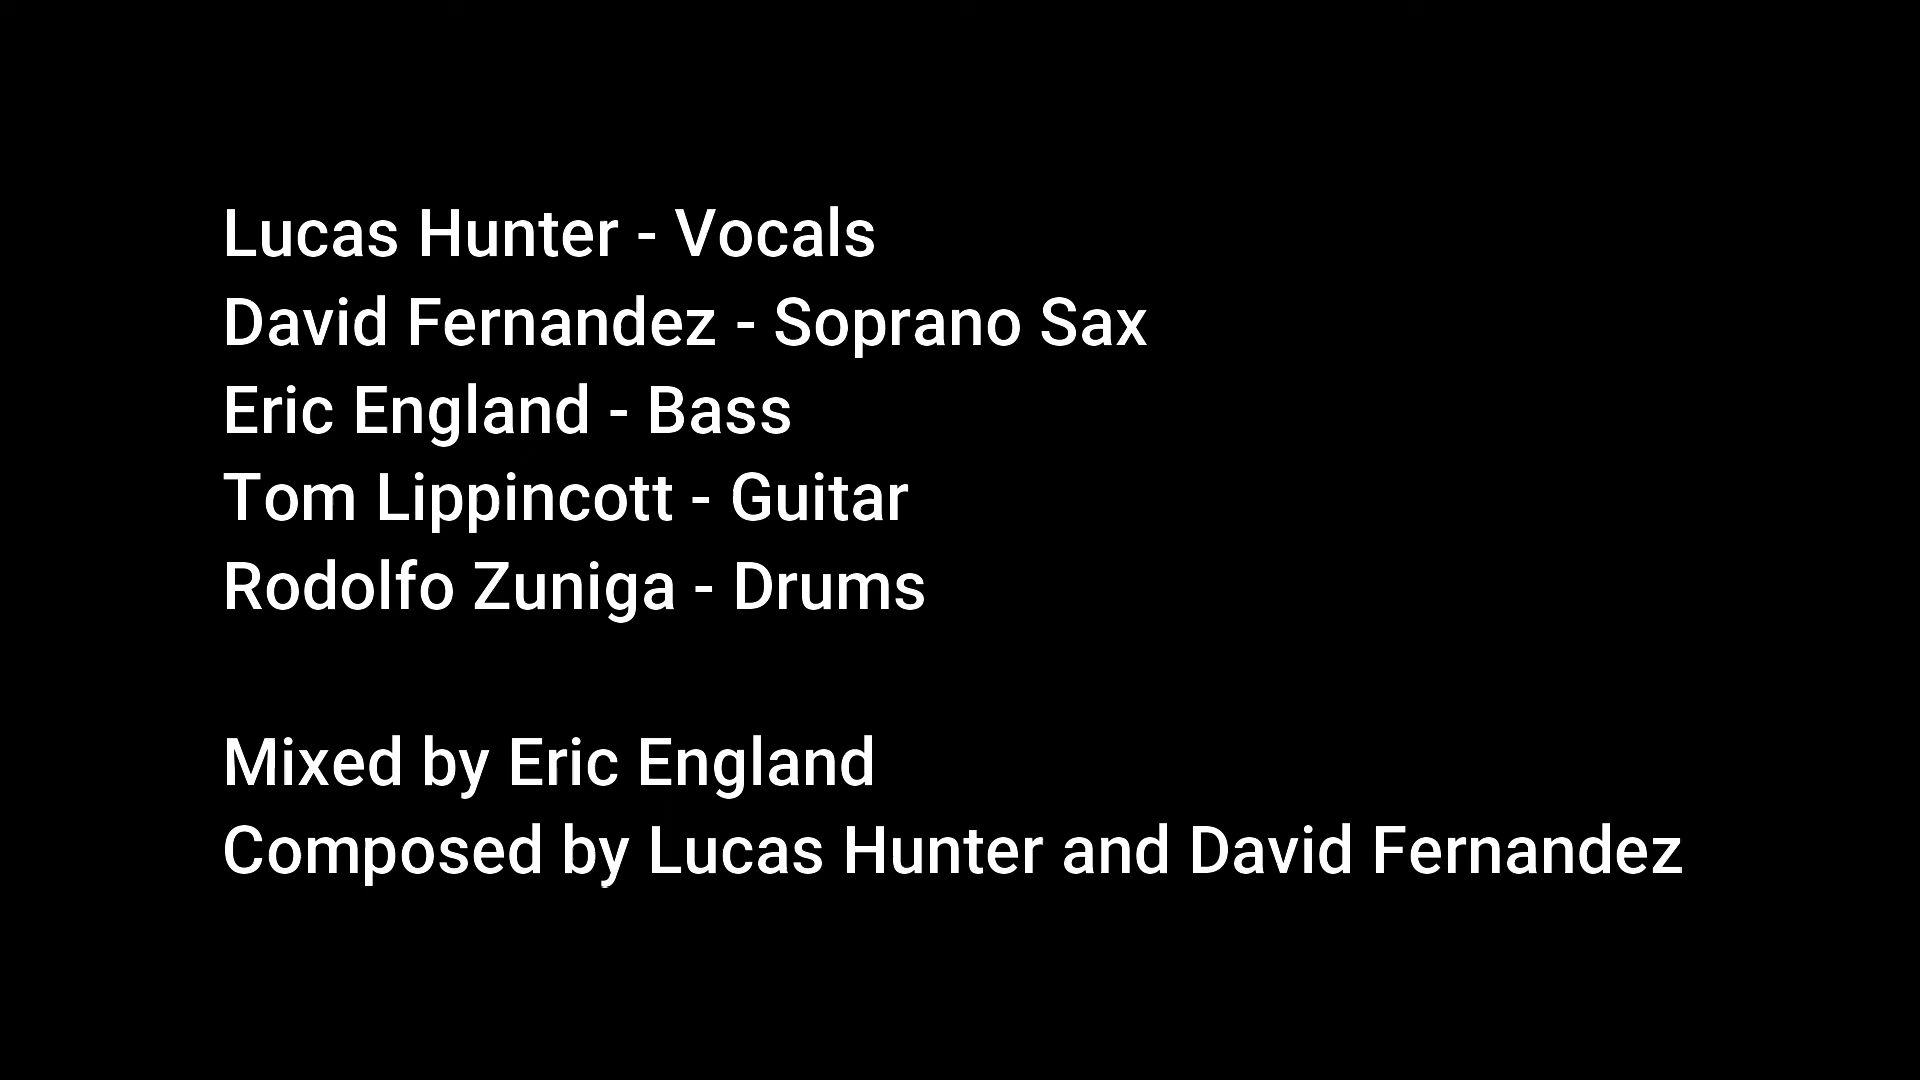 Lucas Hunter - Vocals
David Fernandez - Soprano Sax
Eric England - Bass
Tom Lippincott - Guitar
Rodolfo Zuniga - Drums
Mixed by Eric England
Composed by Lucas Hunter and David Fernandez